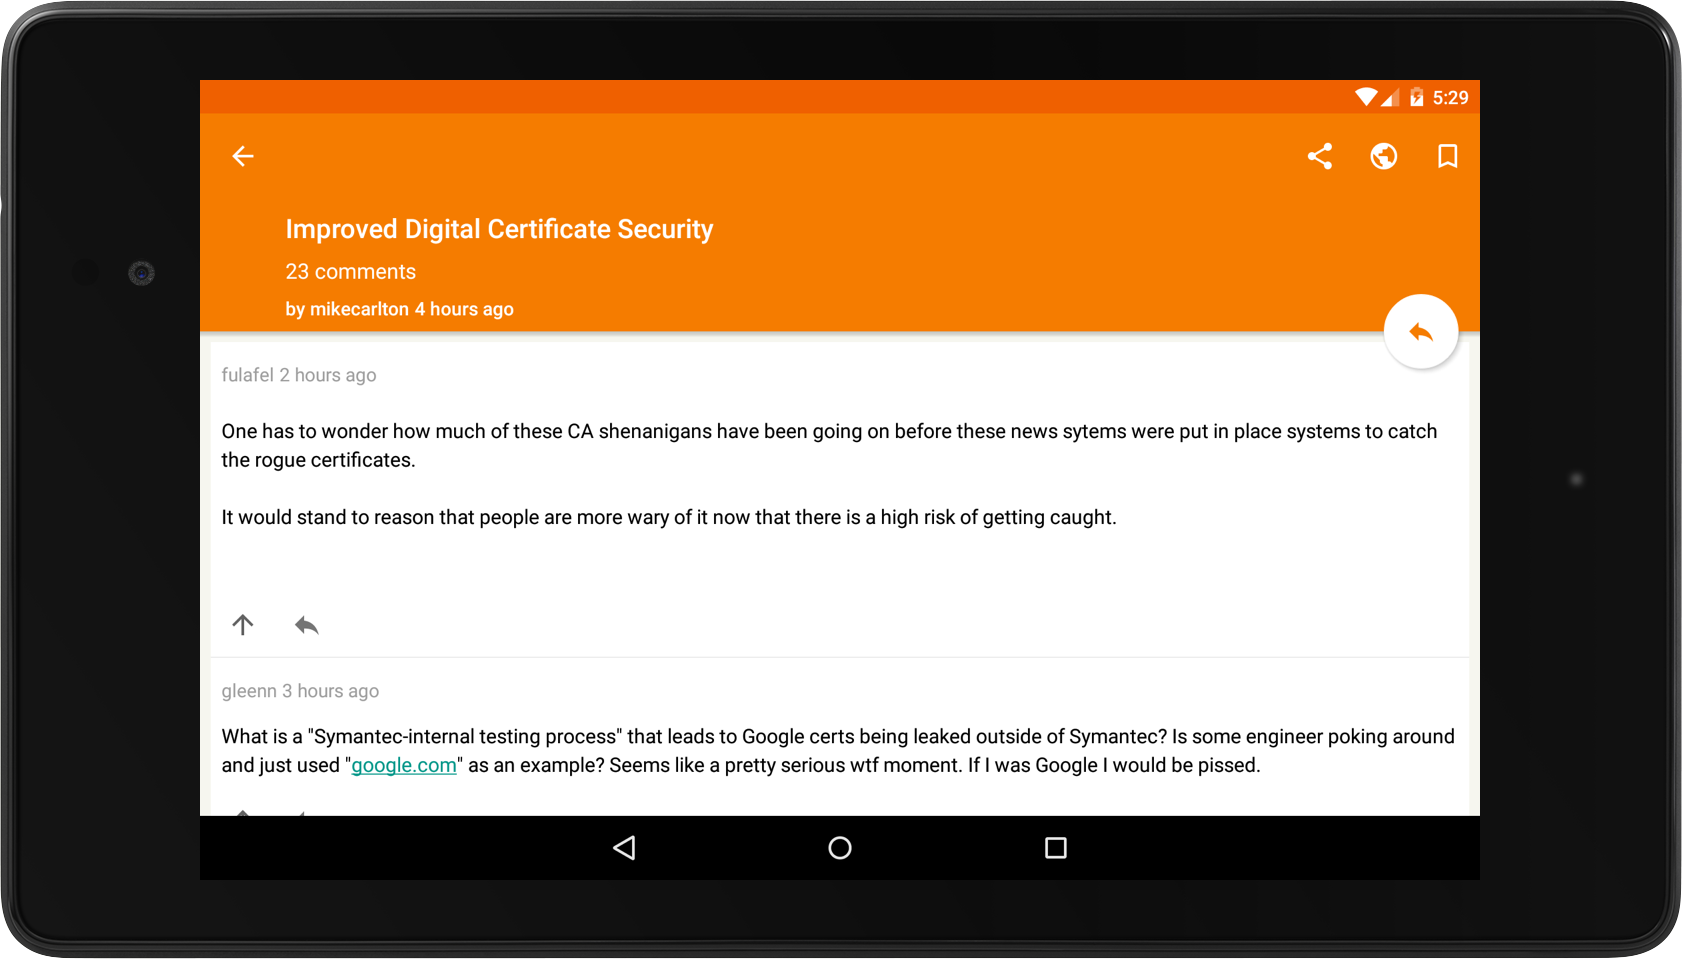 5:29
Improved Digital Certificate Security
23 comments
by mikecarlton 4 hours ago
fulafel 2 hours ago
One has to wonder how much of these CA shenanigans have been going on before these news sytems were put in place systems to catch
the rogue certificates.
It would stand to reason that people are more wary of it now that there is a high risk of getting caught.
gleenn 3 hours ago
What is a "Symantec-internal testing process" that leads to Google certs being leaked outside of Symantec? Is some engineer poking around
and just used "google.com" as an example? Seems like a pretty serious wtf moment. If I was Google I would be pissed.